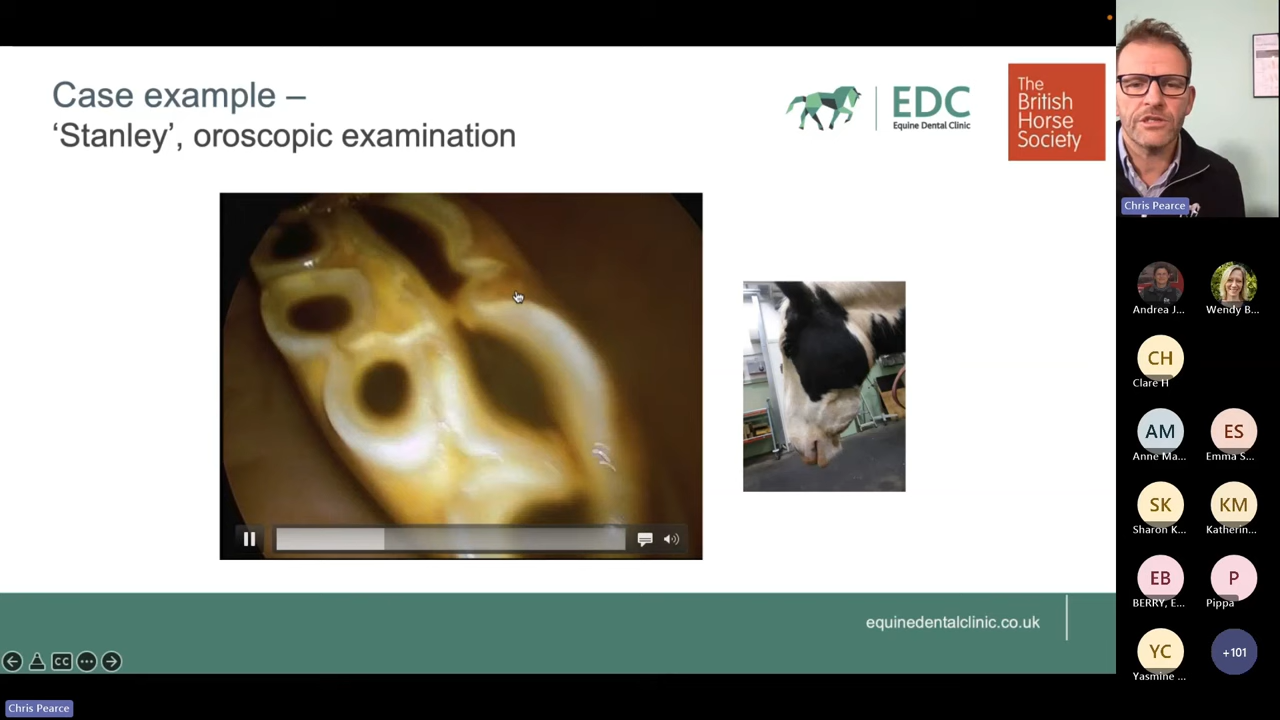 Case example –
‘Stanley’, oroscopic examination
EDC
Equine Dental Clinic
The
British
Horse
Society
Chris Pearce
Andrea J...
Wendy B...
CH
Clare H
AM
ES
Anne Ma...
Emma S...
SK
KM
Sharon K...
Katherin...
EB
P
BERRY, E...
Pippa
YC
+101
Yasmine ...
equinedentalclinic.co.uk
CC
Chris Pearce